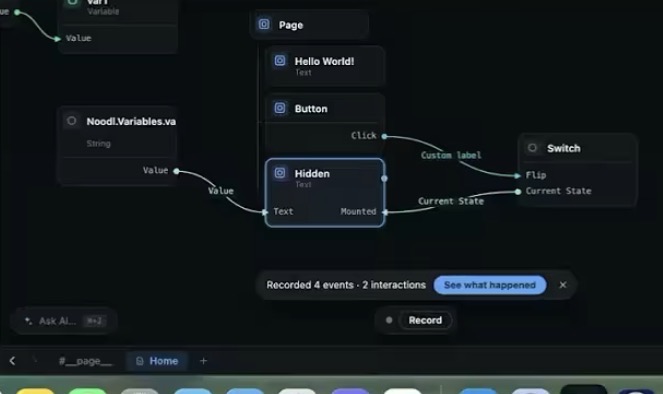 ue
Var1
Variable
Value
Page
Hello World!
Text
Button
Click
Noodl.Variables.va
String
Value
Value
Hidden
Text
Text
Mounted
Custom label
Current State
Switch
Flip
Current State
Recorded 4 events · 2 interactions
See what happened
Ask AI...
⌘+J
Record
#__page__
Home